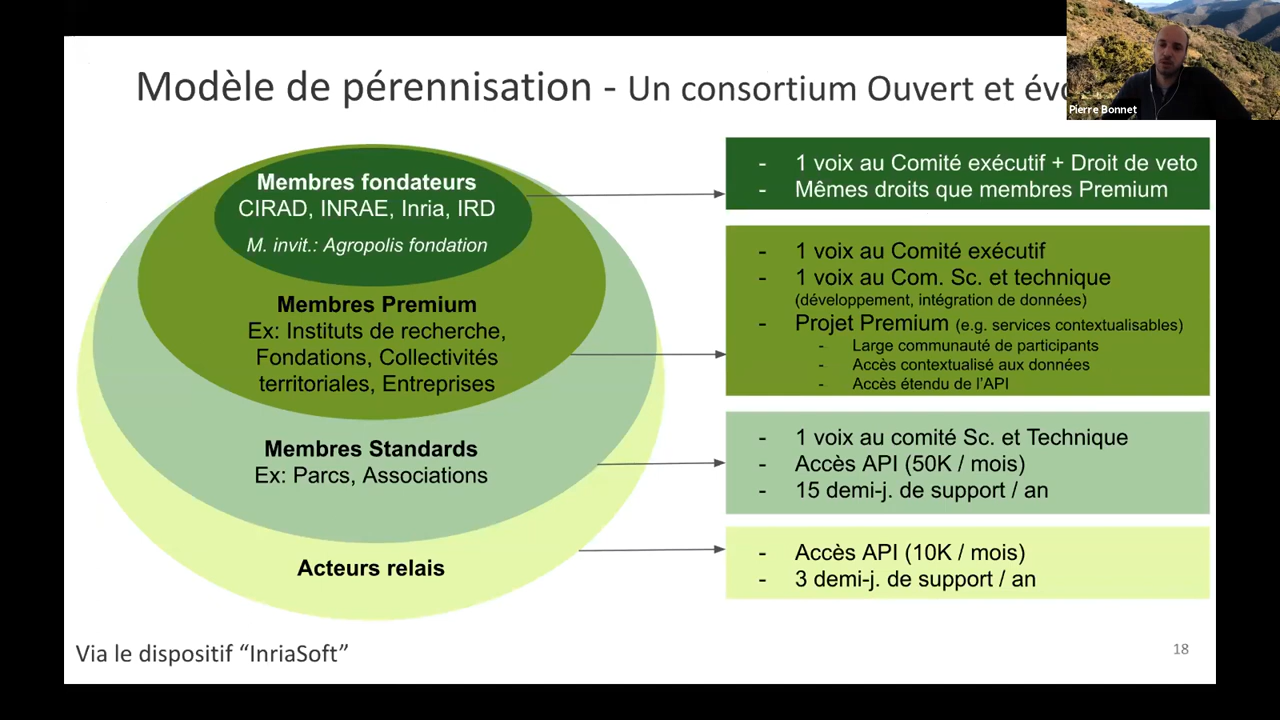 Modèle de pérennisation - Un consortium Ouvert et
Pierre Bonnet
Membres fondateurs
CIRAD, INRAE, Inria, IRD
M. invit.: Agropolis fondation
- 1 voix au Comité exécutif + Droit de veto
- Mêmes droits que membres Premium
Membres Premium
Ex: Instituts de recherche,
Fondations, Collectivités
territoriales, Entreprises
- 1 voix au Comité exécutif
- 1 voix au Com. Sc. et technique
(développement, intégration de données)
- Projet Premium (e.g. services contextualisables)
- Large communauté de participants
- Accès contextualisé aux données
- Accès étendu de l'API
Membres Standards
Ex: Parcs, Associations
- 1 voix au comité Sc. et Technique
- Accès API (50K / mois)
- 15 demi-j. de support / an
Acteurs relais
- Accès API (10K / mois)
- 3 demi-j. de support / an
Via le dispositif “InriaSoft”
18